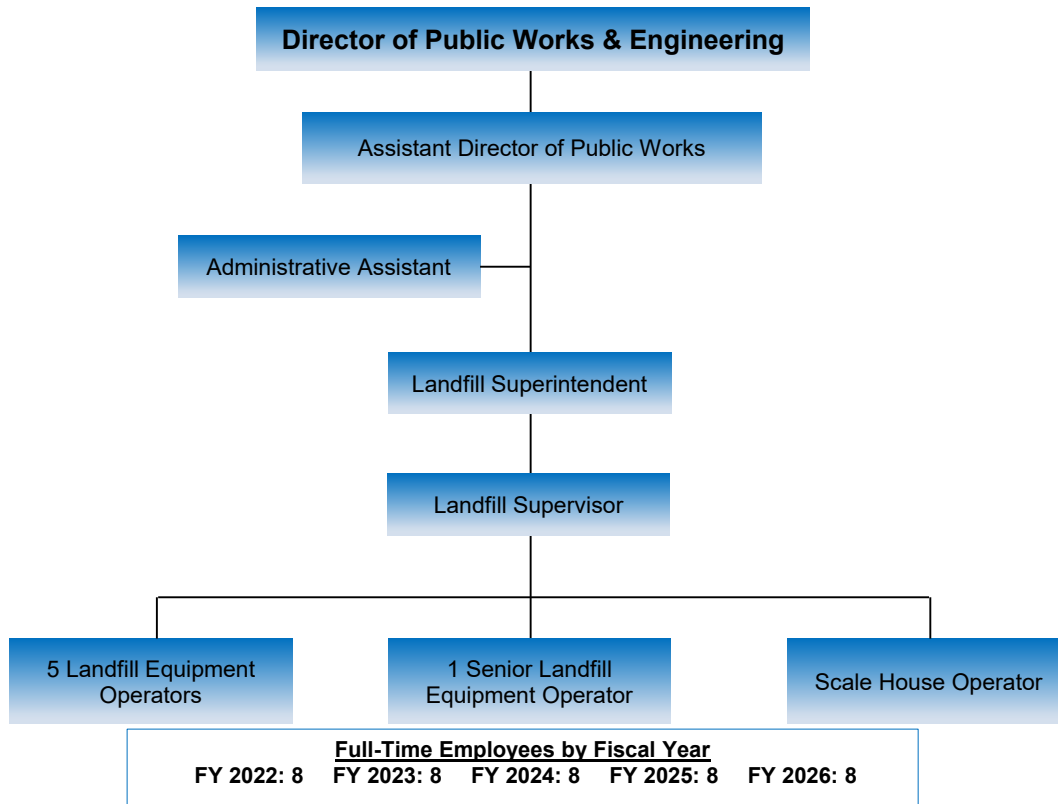 Director of Public Works & Engineering
Assistant Director of Public Works
Administrative Assistant
Landfill Superintendent
Landfill Supervisor
5 Landfill Equipment
Operators
1 Senior Landfill
Equipment Operator
Scale House Operator
Full-Time Employees by Fiscal Year
FY 2022: 8 FY 2023: 8 FY 2024: 8 FY 2025: 8 FY 2026: 8